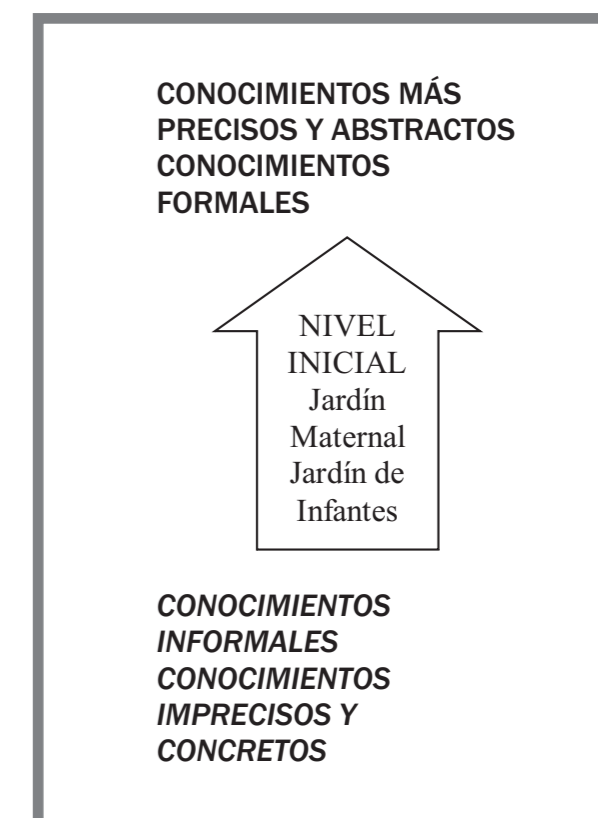 CONOCIMIENTOS MÁS
PRECISOS Y ABSTRACTOS
CONOCIMIENTOS
FORMALES
NIVEL
INICIAL
Jardín
Maternal
Jardín de
Infantes
CONOCIMIENTOS
INFORMALES
CONOCIMIENTOS
IMPRECISOS Y
CONCRETOS